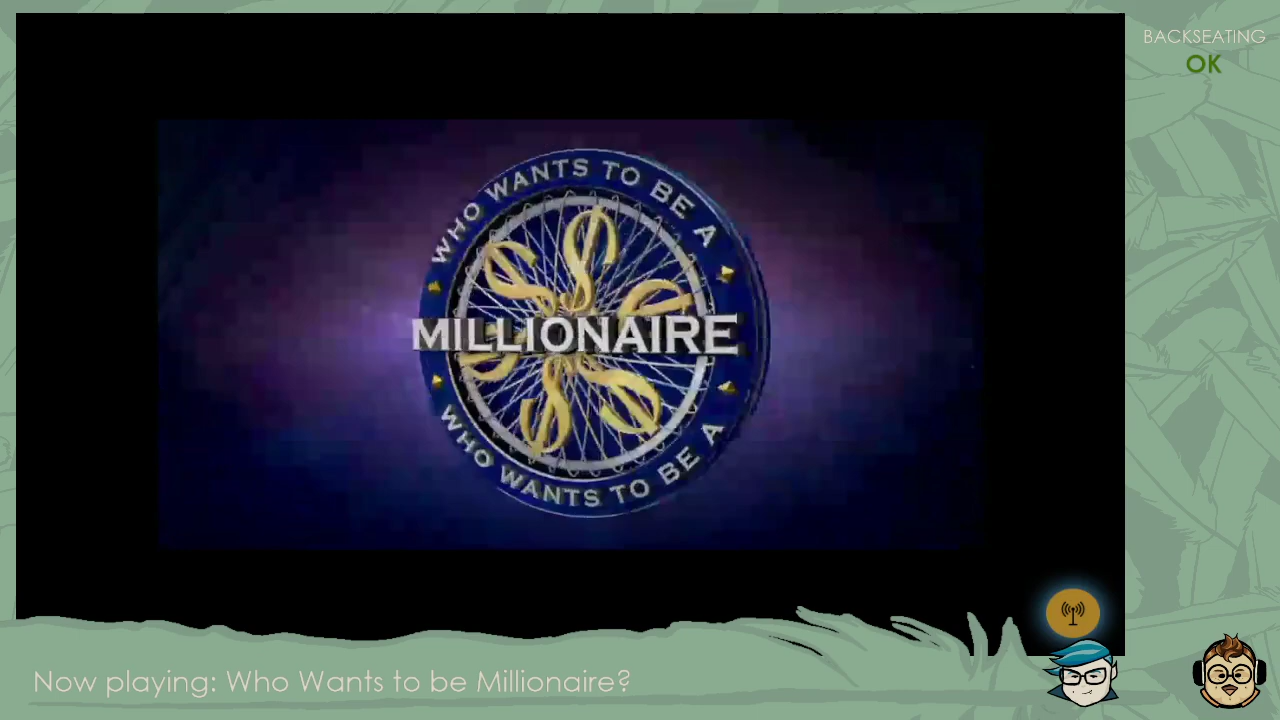 BACKSEATING
OK
WHO WANTS TO BE A
MILLIONAIRE
WHO WANTS TO BE A
Now playing: Who Wants to be Millionaire?